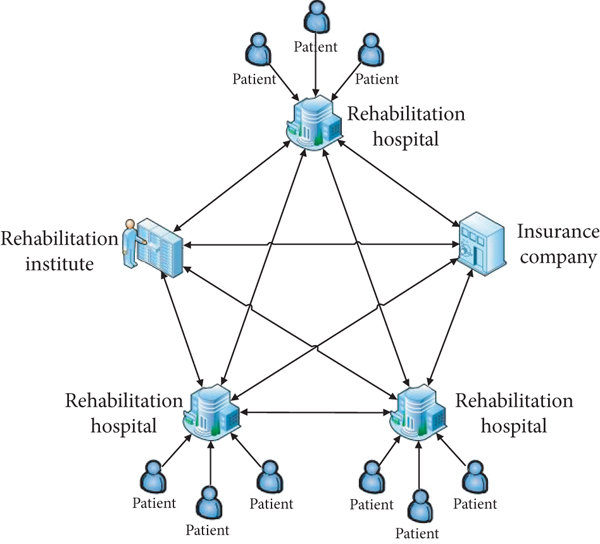 Patient
Patient
Patient
Rehabilitation
hospital
Rehabilitation
institute
Insurance
company
Rehabilitation
hospital
Rehabilitation
hospital
Patient
Patient
Patient
Patient
Patient
Patient